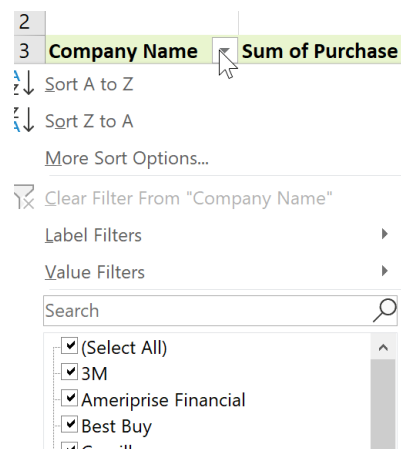 2
3 Company Name Sum of Purchase
Sort A to Z
Sort Z to A
More Sort Options...
Clear Filter From "Company Name"
Label Filters
Value Filters
Search
(Select All)
3M
Ameriprise Financial
Best Buy